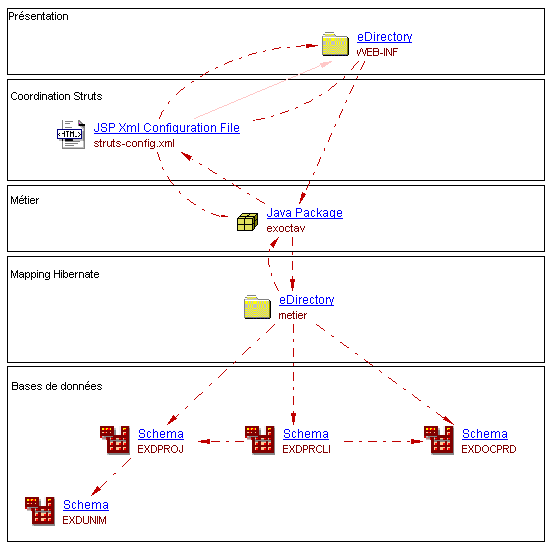 Présentation
eDirectory
WEB-INF
Coordination Struts
<HTML>
JSP Xml Configuration File
struts-config.xml
Métier
Java Package
exoctav
Mapping Hibernate
eDirectory
metier
Bases de données
Schema
EXDPROJ
Schema
EXDPRCLI
Schema
EXDOCPRD
Schema
EXDUNIM